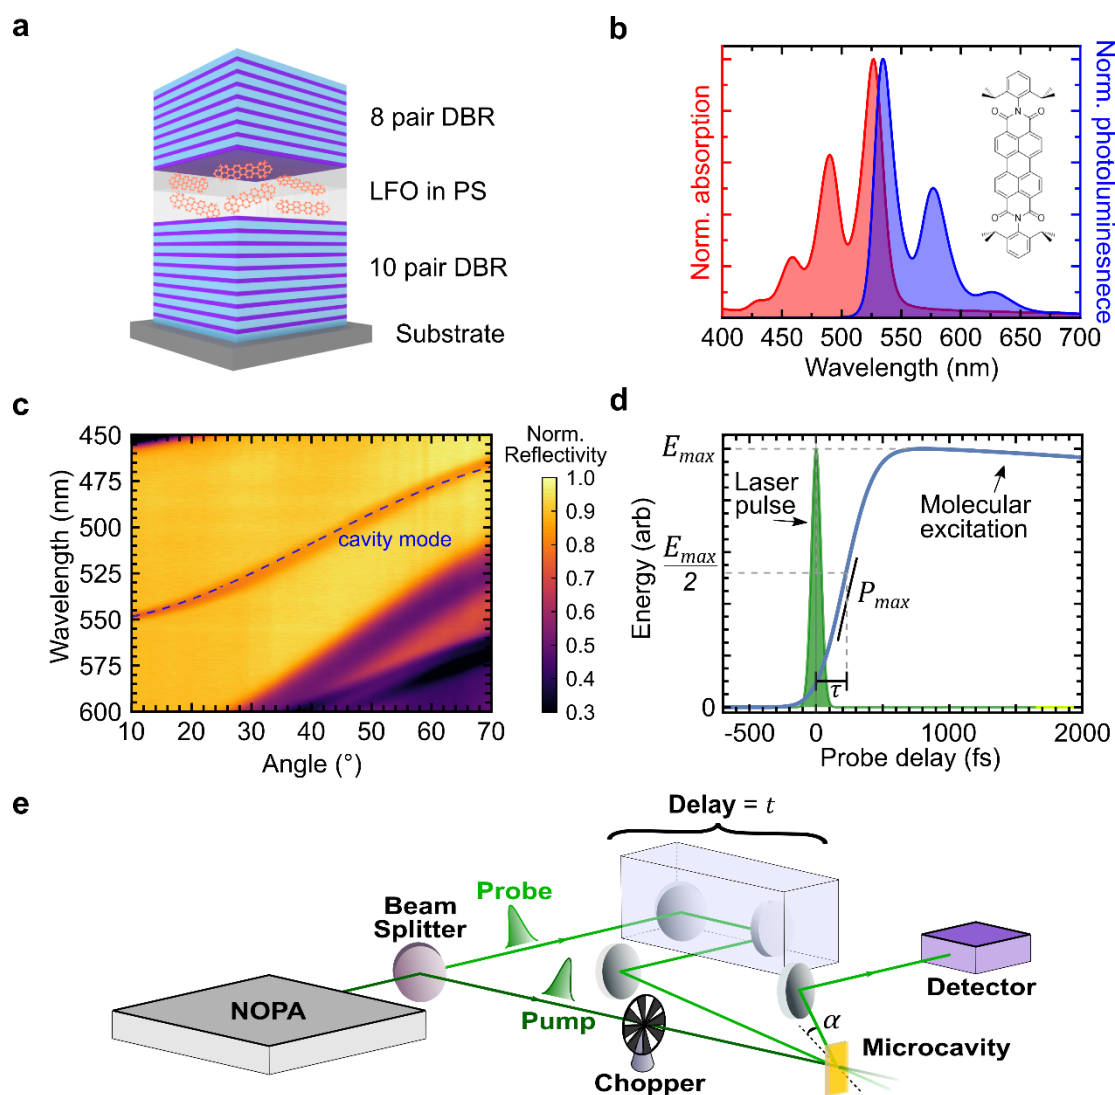 a
8 pair DBR
LFO in PS
10 pair DBR
Substrate
b
Norm. absorption
Norm. photoluminesnece
O
O
N
O
O
N
400
450
500
550
600
650
700
Wavelength (nm)
c
Norm.
Reflectivity
Wavelength (nm)
450
475
500
525
550
575
600
cavity mode
10
20
30
40
50
60
70
Angle (°)
1.0
0.9
0.8
0.7
0.6
0.5
0.4
0.3
d
Energy (arb)
E_max
E_max
2
0
Laser
pulse
Molecular
excitation
P_max
τ
-500
0
500
1000
2000
Probe delay (fs)
e
Delay = t
Probe
Beam
Splitter
NOPA
Pump
Chopper
α
Microcavity
Detector